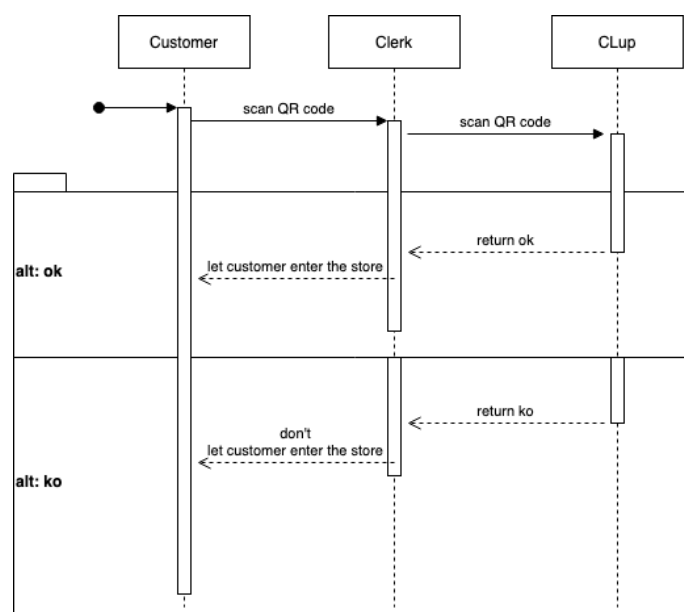 Customer
Clerk
CLup
scan QR code
scan QR code
return ok
let customer enter the store
alt: ok
return ko
don't
let customer enter the store
alt: ko